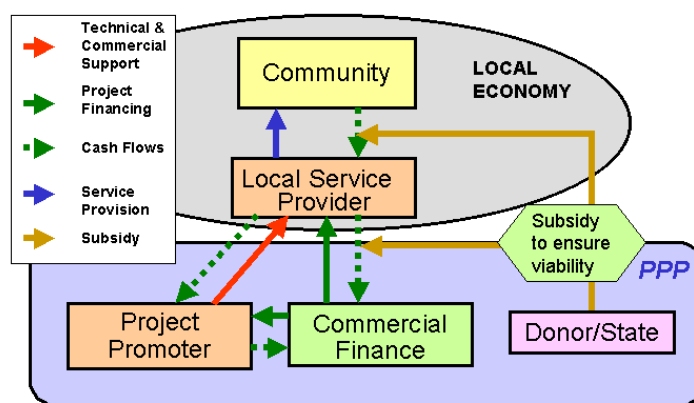 Technical &
Commercial
Support
Project
Financing
Cash Flows
Service
Provision
Subsidy
Community
LOCAL
ECONOMY
Local Service
Provider
Subsidy
to ensure
viability
PPP
Project
Promoter
Commercial
Finance
Donor/State